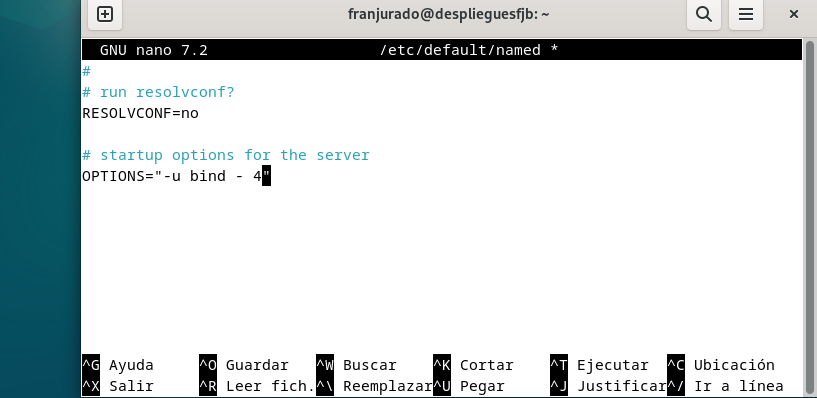 franjurado@desplieguesfjb: ~
GNU nano 7.2 /etc/default/named *
#
# run resolvconf?
RESOLVCONF=no
# startup options for the server
OPTIONS="-u bind - 4"
^G Ayuda ^O Guardar ^W Buscar ^K Cortar ^T Ejecutar ^C Ubicación
^X Salir ^R Leer fich. ^\ Reemplazar ^U Pegar ^J Justificar ^/ Ir a línea